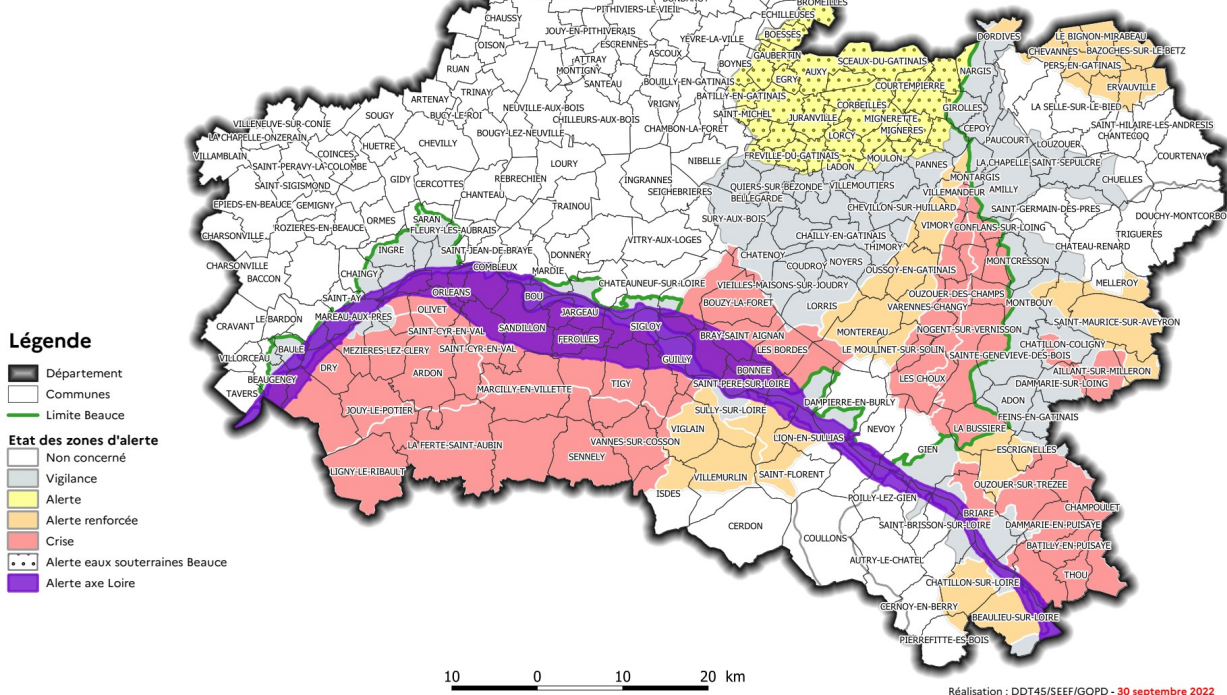 BROMEILLES
PITHIVIERS-LE-VIEIL
ECHILLEUSES
CHAUSSY
JOUY-EN-PITHIVERAIS
BOESSES
DORDIVES
LE BIGNON-MIRABEAU
OISON
ESCRENNES
YEVRE-LA-VILLE
CHEVANNES
BAZOCHES-SUR-LE-BETZ
ASCOUX
GAUBERTIN
SCEAUX-DU-GATINAIS
ATTRAY
BOYNES
PERS-EN-GATINAIS
RUAN
MONTIGNY
AUXY
NARGIS
EGRY
SANTEAU
BOUILLY-EN-GATINAIS
COURTEMPIERRE
ERVAUVILLE
TRINAY
BATILLY-EN-GATINAIS
ARTENAY
VRIGNY
CORBEILLES
GIROLLES
LA SELLE-SUR-LE-BIED
NEUVILLE-AUX-BOIS
SOUGY
BUCY-LE-ROI
SAINT-MICHEL
JURANVILLE
MIGNERETTE
CHILLEURS-AUX-BOIS
VILLENEUVE-SUR-CONIE
CHAMBON-LA-FORET
MIGNERES
CEPOY
SAINT-HILAIRE-LES-ANDRESIS
BOUGY-LEZ-NEUVILLE
LORCY
CHANTECOQ
LA CHAPELLE-ONZERAIN
CHEVILLY
PAUCOURT
LOUZOUER
HUETRE
VILLAMBLAIN
COINCES
LOURY
NIBELLE
FREVILLE-DU-GATINAIS
MOULON
COURTENAY
SAINT-PERAVY-LA-COLOMBE
LADON
PANNES
LA CHAPELLE-SAINT-SEPULCRE
GIDY
REBRECHIEN
INGRANNES
MONTARGIS
CHUELLES
SAINT-SIGISMOND
CERCOTTES
SEICHEBRIERES
QUIERS-SUR-BEZONDE
VILLEMOUTIERS
VILLEMANDEUR
AMILLY
CHANTEAU
BELLEGARDE
EPIEDS-EN-BEAUCE
GEMIGNY
TRAINOU
CHEVILLON-SUR-HUILLARD
SAINT-GERMAIN-DES-PRES
ORMES
SARAN
SURY-AUX-BOIS
DOUCHY-MONTCORBO
ROZIERES-EN-BEAUCE
FLEURY-LES-AUBRAIS
VIMORY
CONFLANS-SUR-LOING
CHARSONVILLE
CHAILLY-EN-GATINAIS
TRIGUERES
VITRY-AUX-LOGES
INGRE
SAINT-JEAN-DE-BRAYE
THIMORY
CHATEAU-RENARD
DONNERY
CHATENOY
NOYERS
MONTCRESSON
CHARSONVILLE
COMBLEUX
MARDIE
COUDROY
OUSSOY-EN-GATINAIS
CHAINGY
BACCON
CHATEAUNEUF-SUR-LOIRE
VIEILLES-MAISONS-SUR-JOUDRY
MELLEROY
ORLEANS
BOU
OUZOUER-DES-CHAMPS
SAINT-AY
BOUZY-LA-FORET
LORRIS
VARENNES-CHANGY
MONTBOUY
OLIVET
JARGEAU
LE BARDON
MAREAU-AUX-PRES
SAINT-MAURICE-SUR-AVEYRON
CRAVANT
SANDILLON
SIGLOY
SAINT-CYR-EN-VAL
MONTEREAU
NOGENT-SUR-VERNISSON
BRAY-SAINT AIGNAN
FEROLLES
CHATILLON-COLIGNY
BAULE
MEZIERES-LEZ-CLERY
SAINT-CYR-EN-VAL
LES BORDES
LE MOULINET-SUR-SOLIN
SAINTE-GENEVIEVE-DES-BOIS
VILLORCEAU
GUILLY
DRY
ARDON
BONNEE
AILLANT-SUR-MILLERON
BEAUGENCY
LES CHOUX
DAMMARIE-SUR-LOING
TIGY
SAINT-PERE-SUR-LOIRE
TAVERS
MARCILLY-EN-VILLETTE
DAMPIERRE-EN-BURLY
ADON
JOUY-LE-POTIER
SULLY-SUR-LOIRE
FEINS-EN-GATINAIS
VIGLAIN
NEVOY
LA BUSSIERE
LION-EN-SULLIAS
LA FERTE-SAINT-AUBIN
VANNES-SUR-COSSON
GIEN
ESCRIGNELLES
SENNELY
LIGNY-LE-RIBAULT
VILLEMURLIN
SAINT-FLORENT
OUZOUER-SUR-TREZEE
ISDES
POILLY-LEZ-GIEN
CHAMPOULET
BRIARE
CERDON
SAINT-BRISSON-SUR-LOIRE
DAMMARIE-EN-PUISAYE
COULLONS
BATILLY-EN-PUISAYE
AUTRY-LE-CHATEL
THOU
CHATILLON-SUR-LOIRE
CERNOY-EN-BERRY
BEAULIEU-SUR-LOIRE
PIERREFITTE-ES-BOIS
Légende
Département
Communes
Limite Beauce
Etat des zones d'alerte
Non concerné
Vigilance
Alerte
Alerte renforcée
Crise
Alerte eaux souterraines Beauce
Alerte axe Loire
10 0 10 20 km
Réalisation : DDT45/SEEF/GOPD - 30 septembre 2022